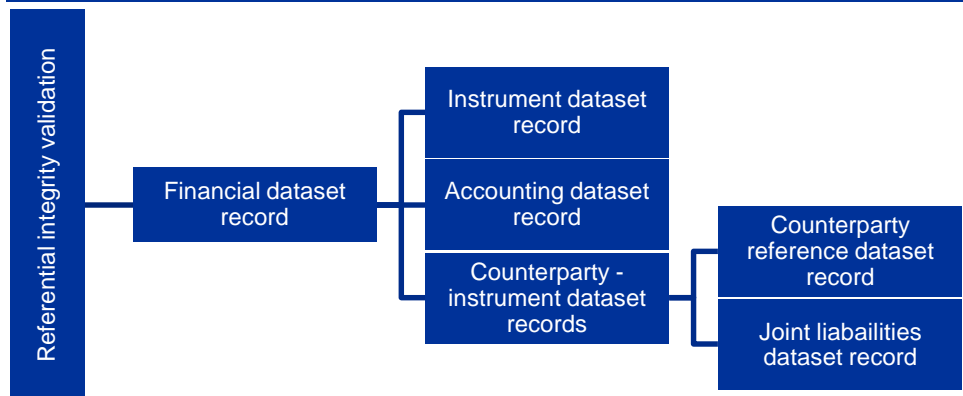 Referential integrity validation
Financial dataset
record
Instrument dataset
record
Accounting dataset
record
Counterparty -
instrument dataset
records
Counterparty
reference dataset
record
Joint liabailities
dataset record